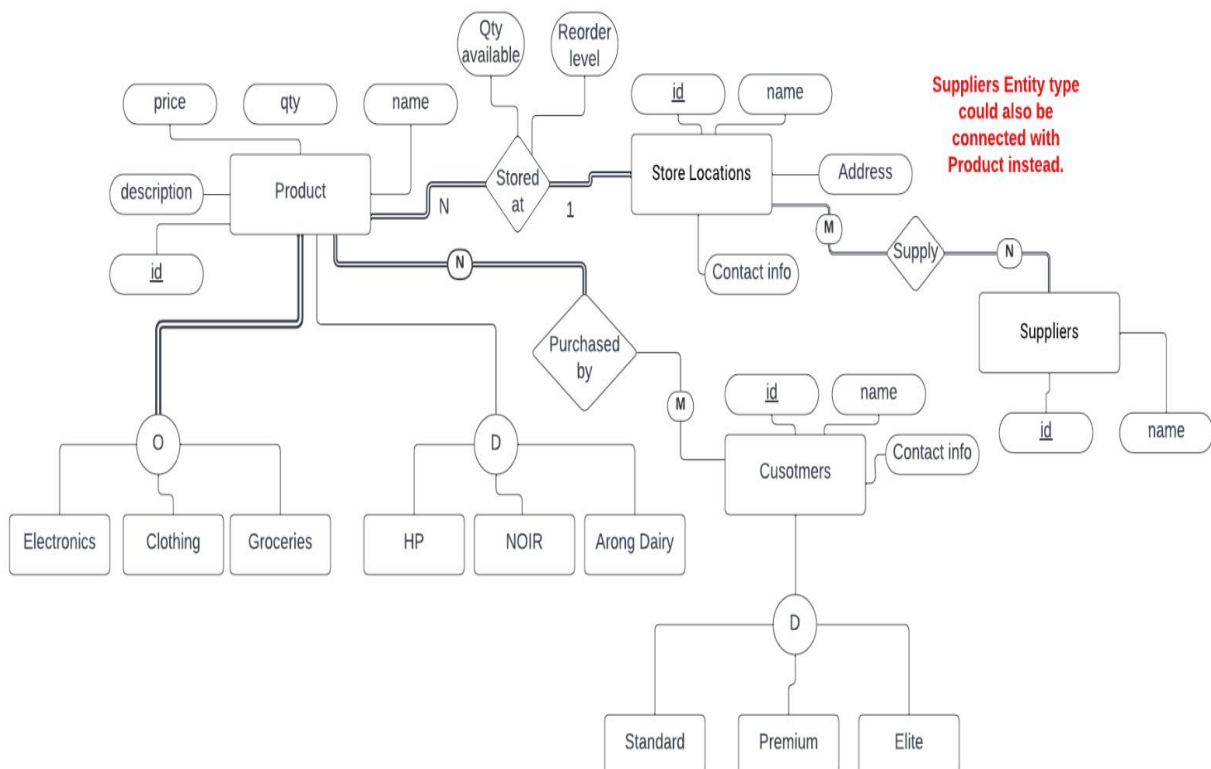 Qty
available
Reorder
level
price
qty
name
id
name
Suppliers Entity type
could also be
connected with
Product instead.
description
Product
Stored
at
N
1
Store Locations
Address
id
Contact info
M
Supply
N
N
Suppliers
Purchased
by
M
id
name
Contact info
Cusotmers
id
name
O
D
Electronics
Clothing
Groceries
HP
NOIR
Arong Dairy
D
Standard
Premium
Elite